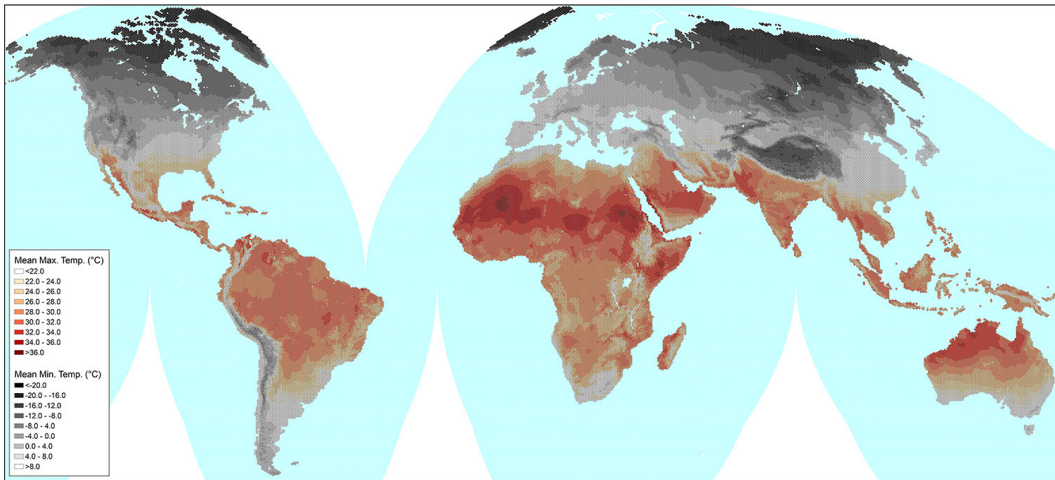 Mean Max. Temp. (°C)
<22.0
22.0 - 24.0
24.0 - 26.0
26.0 - 28.0
28.0 - 30.0
30.0 - 32.0
32.0 - 34.0
34.0 - 36.0
>36.0
Mean Min. Temp. (°C)
<-20.0
-20.0 - -16.0
-16.0 -12.0
-12.0 - -8.0
-8.0 - 4.0
-4.0 - 0.0
0.0 - 4.0
4.0 - 8.0
>8.0